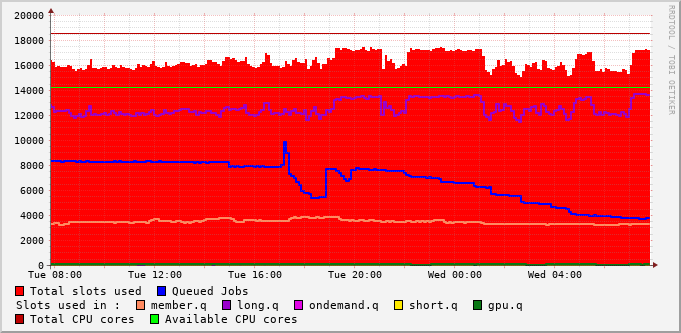 20000
18000
16000
14000
12000
10000
8000
6000
4000
2000
0
Tue 08:00 Tue 12:00 Tue 16:00 Tue 20:00 Wed 00:00 Wed 04:00
RRDTOOL / TOBI OETIKER
Total slots used Queued Jobs
Slots used in : member.q long.q ondemand.q short.q gpu.q
Total CPU cores Available CPU cores